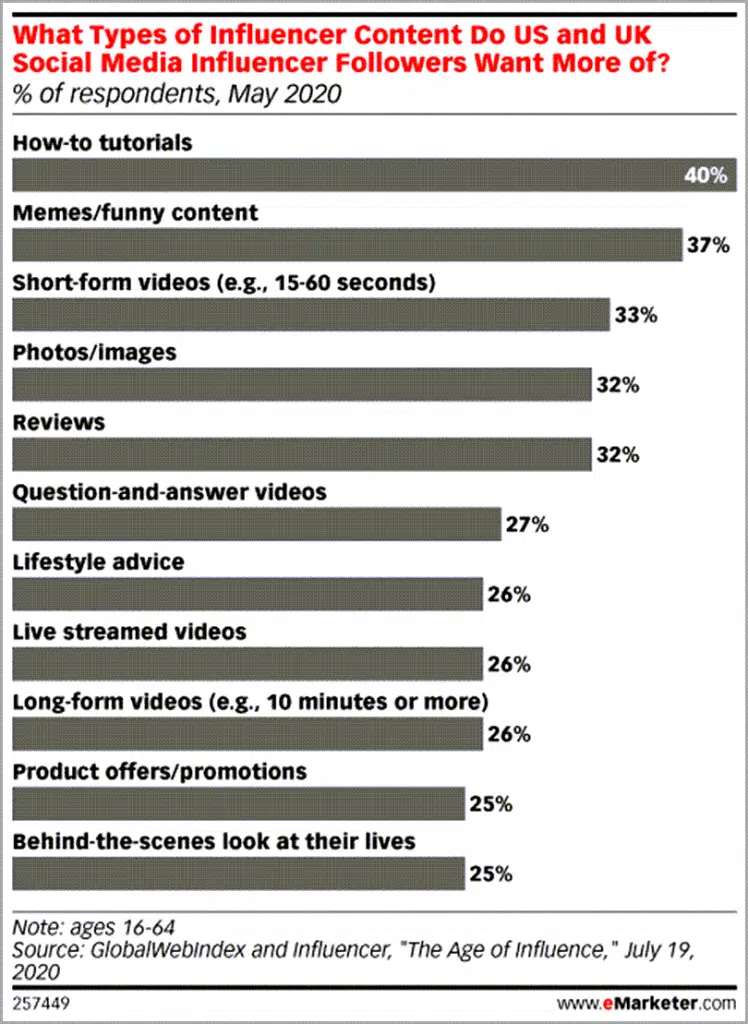 What Types of Influencer Content Do US and UK
Social Media Influencer Followers Want More of?
% of respondents, May 2020
How-to tutorials
40%
Memes/funny content
37%
Short-form videos (e.g., 15-60 seconds)
33%
Photos/images
32%
Reviews
32%
Question-and-answer videos
27%
Lifestyle advice
26%
Live streamed videos
26%
Long-form videos (e.g., 10 minutes or more)
26%
Product offers/promotions
25%
Behind-the-scenes look at their lives
25%
Note: ages 16-64
Source: GlobalWebIndex and Influencer, "The Age of Influence," July 19,
2020
257449
www.eMarketer.com